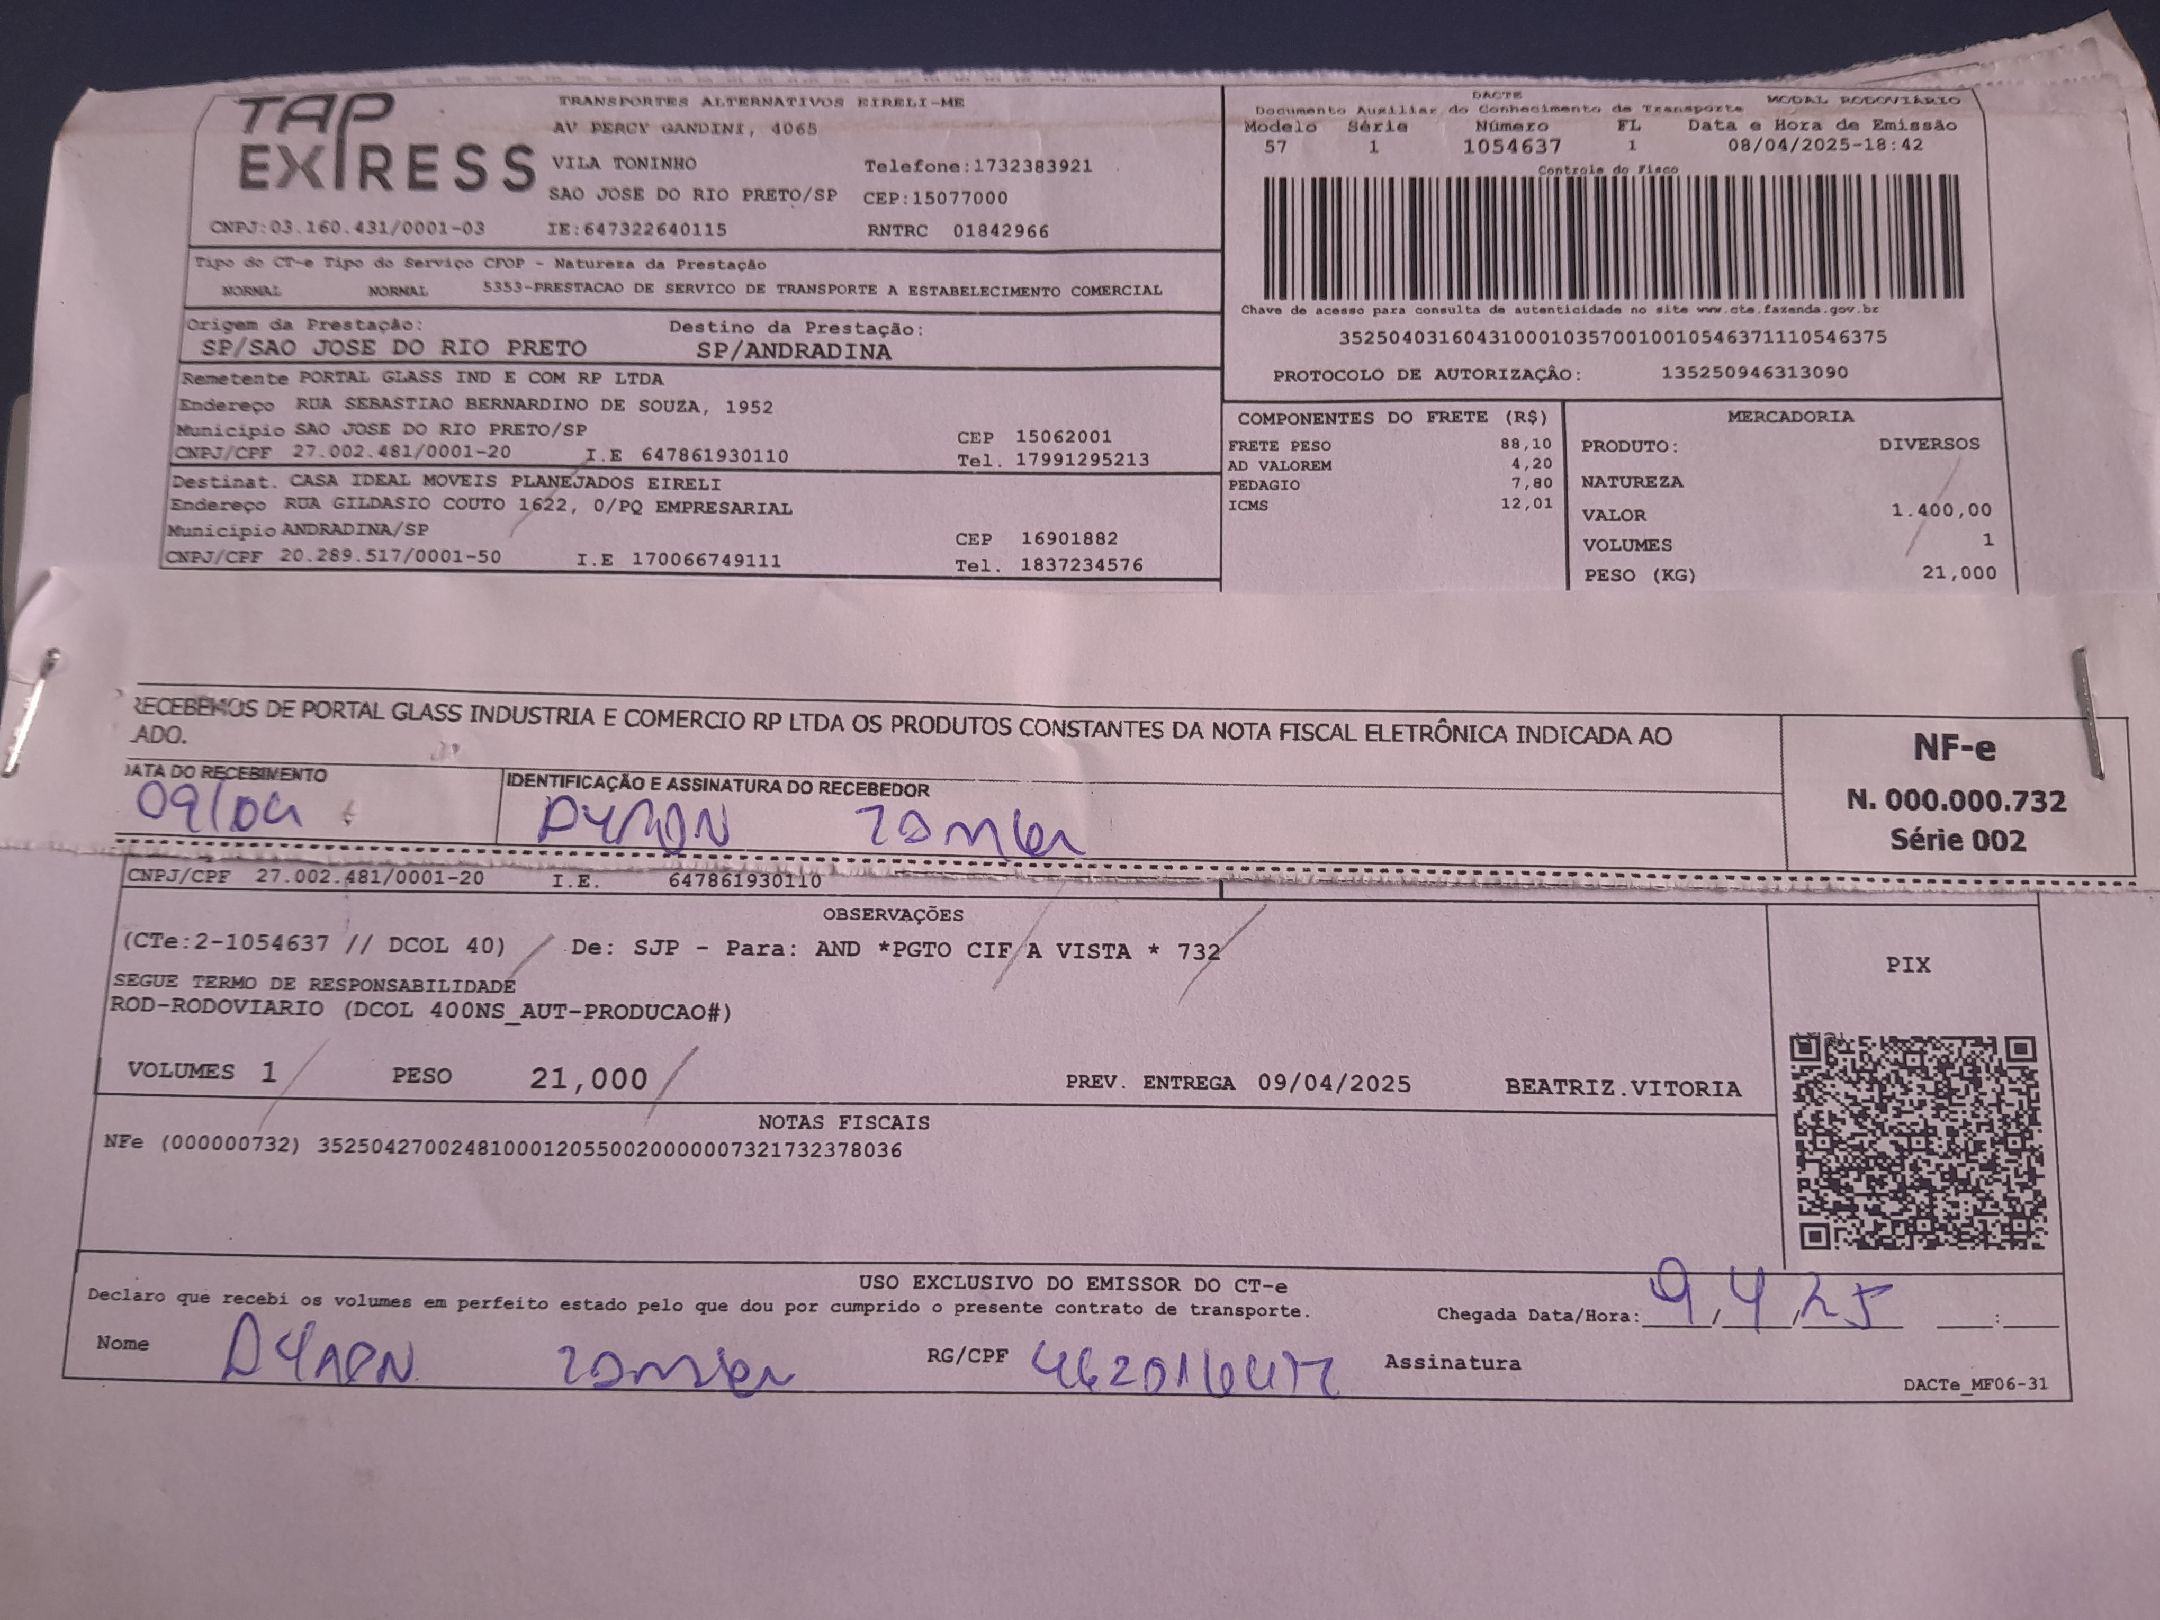 TAP EXPRESS
TRANSPORTES ALTERNATIVOS EIRELI-ME
AV PERCY GANDINI, 4065
VILA TONINHO Telefone:1732383921
SAO JOSE DO RIO PRETO/SP CEP:15077000
CNPJ:03.160.431/0001-03 IE:647322640115 RNTRC 01842966
Tipo do CT-e Tipo do Serviço CFOP - Natureza da Prestação
NORMAL NORMAL 5353-PRESTACAO DE SERVICO DE TRANSPORTE A ESTABELECIMENTO COMERCIAL
Origem da Prestação: Destino da Prestação:
SP/SAO JOSE DO RIO PRETO SP/ANDRADINA
Remetente PORTAL GLASS IND E COM RP LTDA
Endereço RUA SEBASTIAO BERNARDINO DE SOUZA, 1952
Municipio SAO JOSE DO RIO PRETO/SP CEP 15062001
CNPJ/CPF 27.002.481/0001-20 I.E 647861930110 Tel. 17991295213
Destinat. CASA IDEAL MOVEIS PLANEJADOS EIRELI
Endereço RUA GILDASIO COUTO 1622, 0/PQ EMPRESARIAL
Municipio ANDRADINA/SP CEP 16901882
CNPJ/CPF 20.289.517/0001-50 I.E 170066749111 Tel. 1837234576
DACTE
Documento Auxiliar do Conhecimento de Transporte MODAL RODOVIÁRIO
Modelo Série Número FL Data e Hora de Emissão
57 1 1054637 1 08/04/2025-18:42
Controle do Fisco
Chave de acesso para consulta de autenticidade no site www.cte.fazenda.gov.br
35250403160431000103570010010546371110546375
PROTOCOLO DE AUTORIZAÇÂO: 135250946313090
COMPONENTES DO FRETE (R$)
FRETE PESO 88,10
AD VALOREM 4,20
PEDAGIO 7,80
ICMS 12,01
MERCADORIA
PRODUTO: DIVERSOS
NATUREZA
VALOR 1.400,00
VOLUMES 1
PESO (KG) 21,000
RECEBEMOS DE PORTAL GLASS INDUSTRIA E COMERCIO RP LTDA OS PRODUTOS CONSTANTES DA NOTA FISCAL ELETRÔNICA INDICADA AO
ADO.
DATA DO RECEBIMENTO IDENTIFICAÇÃO E ASSINATURA DO RECEBEDOR
09/04
NF-e
N. 000.000.732
Série 002
CNPJ/CPF 27.002.481/0001-20 I.E. 647861930110
OBSERVAÇÕES
(CTe:2-1054637 // DCOL 40) De: SJP - Para: AND *PGTO CIF A VISTA * 732
SEGUE TERMO DE RESPONSABILIDADE
ROD-RODOVIARIO (DCOL 400NS_AUT-PRODUCAO#)
VOLUMES 1 PESO 21,000 PREV. ENTREGA 09/04/2025 BEATRIZ.VITORIA
PIX
NOTAS FISCAIS
NFe (000000732) 35250427002481000120550020000007321732378036
USO EXCLUSIVO DO EMISSOR DO CT-e
Declaro que recebi os volumes em perfeito estado pelo que dou por cumprido o presente contrato de transporte.
Chegada Data/Hora: 9/4/25 :
Nome RG/CPF Assinatura
DACTe_MF06-31